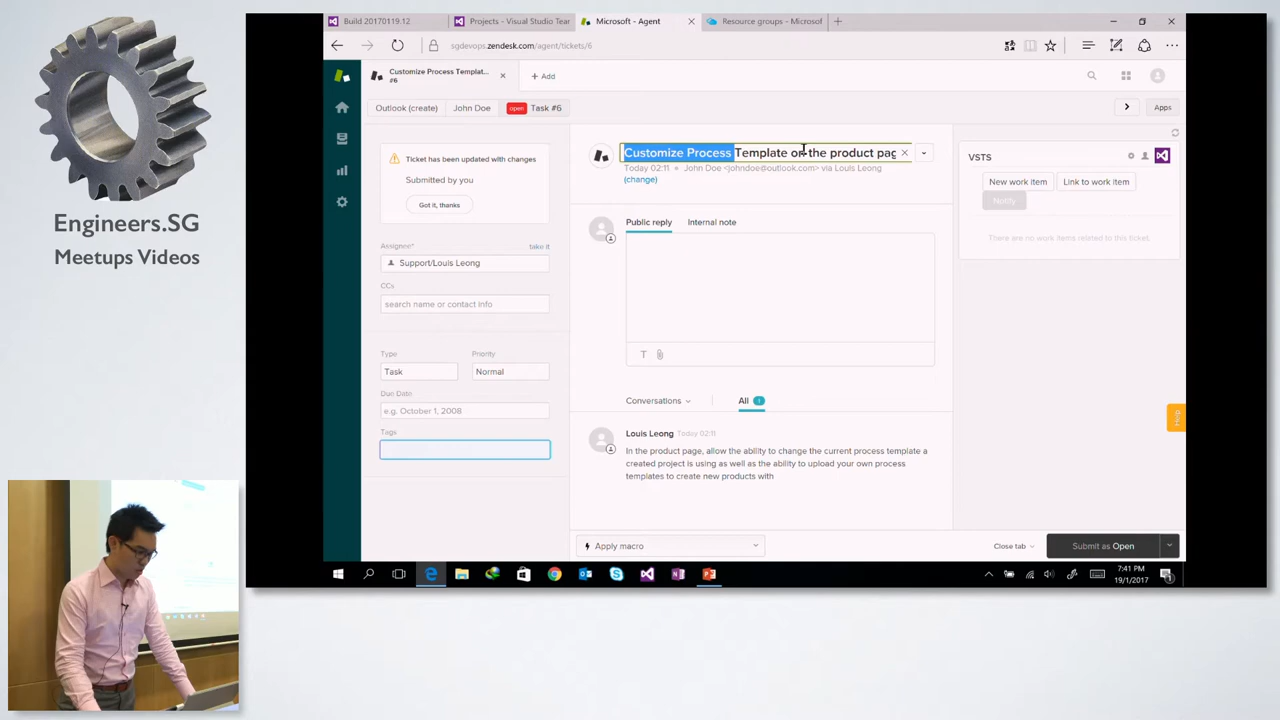 Engineers.SG
Meetups Videos
Build 20170119.12
Projects - Visual Studio Tear
Microsoft - Agent
Resource groups - Microsof
sgdevops.zendesk.com/agent/tickets/6
Customize Process Templat...
#6
+ Add
Outlook (create)
John Doe
open Task #6
Apps
Ticket has been updated with changes
Submitted by you
Got it, thanks
Assignee*
take it
Support/Louis Leong
CCs
search name or contact info
Type
Priority
Task
Normal
Due Date
e.g. October 1, 2008
Tags
Customize Process Template on the product pag
Today 02:11 • John Doe <johndoe@outlook.com> via Louis Leong
(change)
Public reply
Internal note
T
Conversations
All 1
Louis Leong Today 02:11
In the product page, allow the ability to change the current process template a
created project is using as well as the ability to upload your own process
templates to create new products with
Apply macro
Close tab
Submit as Open
VSTS
New work item
Link to work item
Notify
There are no work items related to this ticket.
Help
7:41 PM
19/1/2017